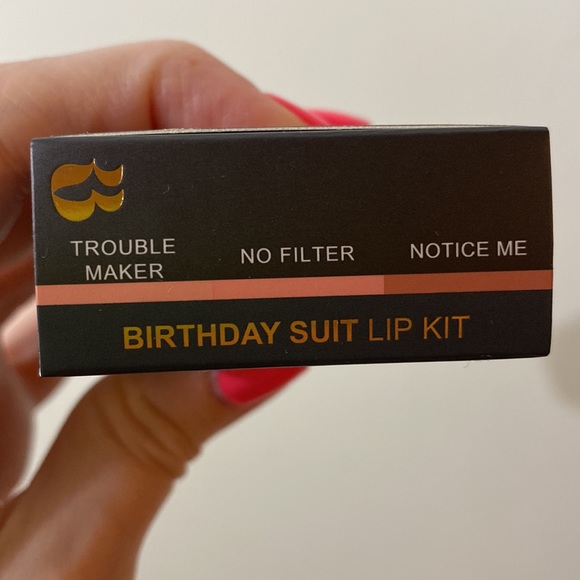 TROUBLE
MAKER
NO FILTER
NOTICE ME
BIRTHDAY SUIT LIP KIT